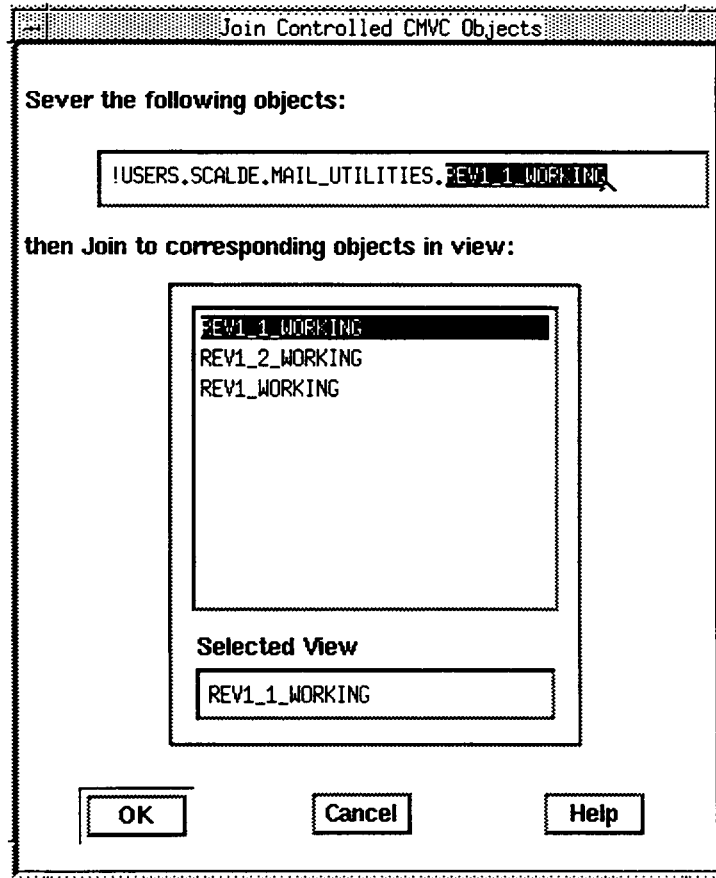 Join Controlled CMVC Objects
Sever the following objects:
!USERS.SCALDE.MAIL_UTILITIES.REV1_1_WORKING
then Join to corresponding objects in view:
REV1_1_WORKING
REV1_2_WORKING
REV1_WORKING
Selected View
REV1_1_WORKING
OK Cancel Help